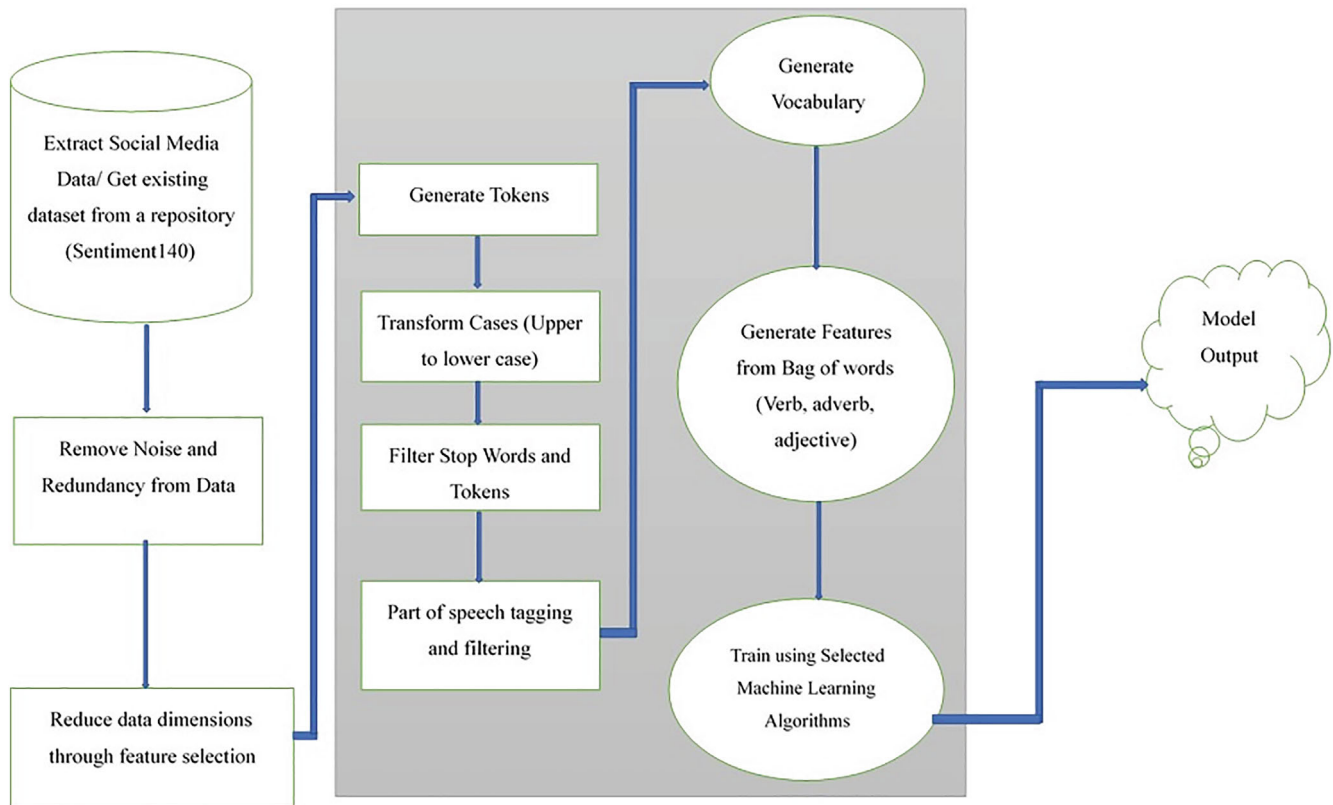 Extract Social Media
Data/ Get existing
dataset from a repository
(Sentiment140)
Remove Noise and
Redundancy from Data
Reduce data dimensions
through feature selection
Generate Tokens
Transform Cases (Upper
to lower case)
Filter Stop Words and
Tokens
Part of speech tagging
and filtering
Generate
Vocabulary
Generate Features
from Bag of words
(Verb, adverb,
adjective)
Train using Selected
Machine Learning
Algorithms
Model
Output